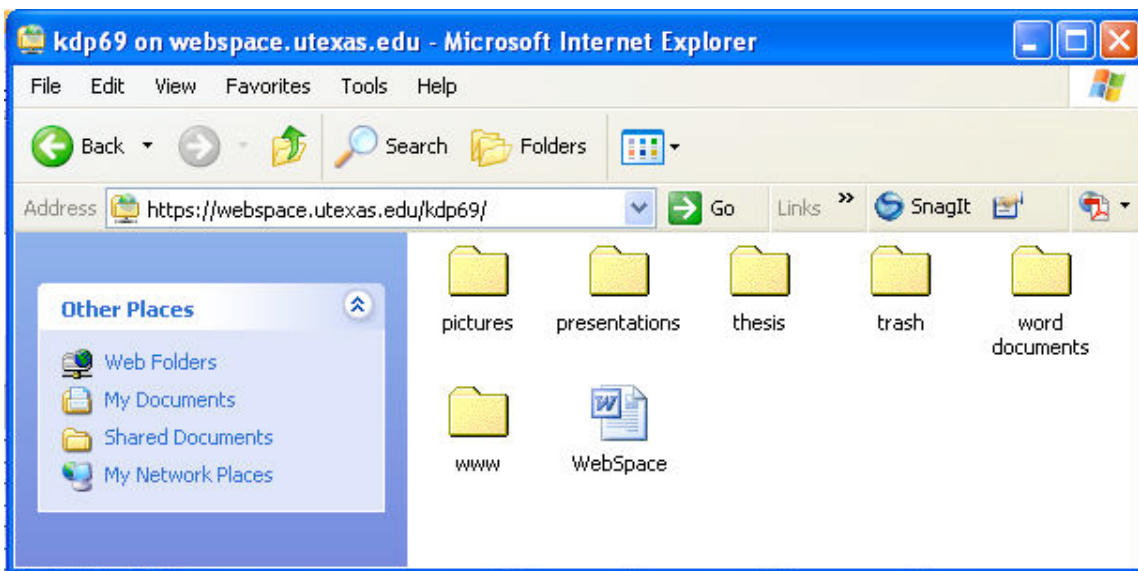 kdp69 on webspace.utexas.edu - Microsoft Internet Explorer
File Edit View Favorites Tools Help
Back Search Folders
Address https://webspace.utexas.edu/kdp69/ Go Links » SnagIt
Other Places
Web Folders
My Documents
Shared Documents
My Network Places
pictures presentations thesis trash word
documents
www WebSpace